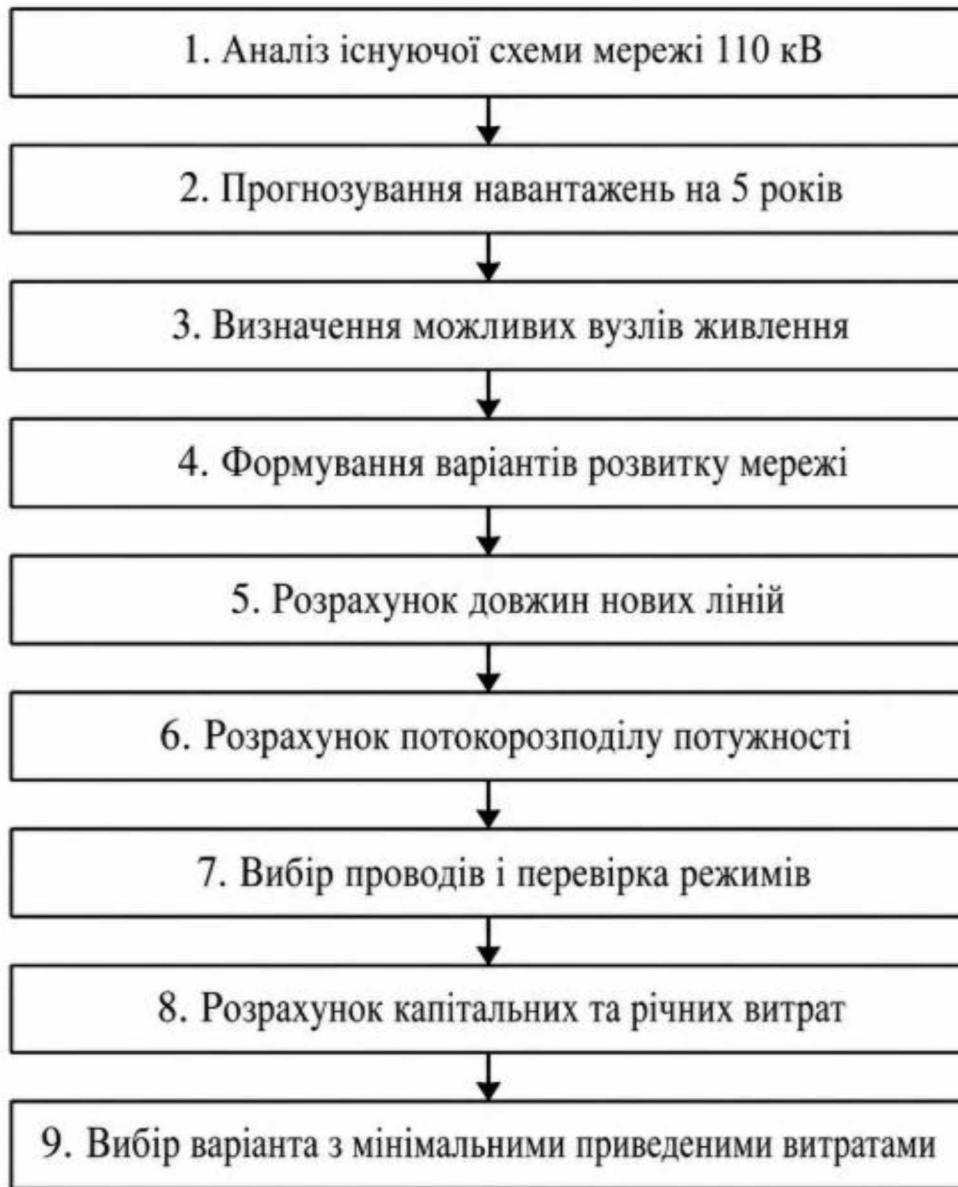 1. Аналіз існуючої схеми мережі 110 кВ
2. Прогнозування навантажень на 5 років
3. Визначення можливих вузлів живлення
4. Формування варіантів розвитку мережі
5. Розрахунок довжин нових ліній
6. Розрахунок потокорозподілу потужності
7. Вибір проводів і перевірка режимів
8. Розрахунок капітальних та річних витрат
9. Вибір варіанта з мінімальними приведеними витратами